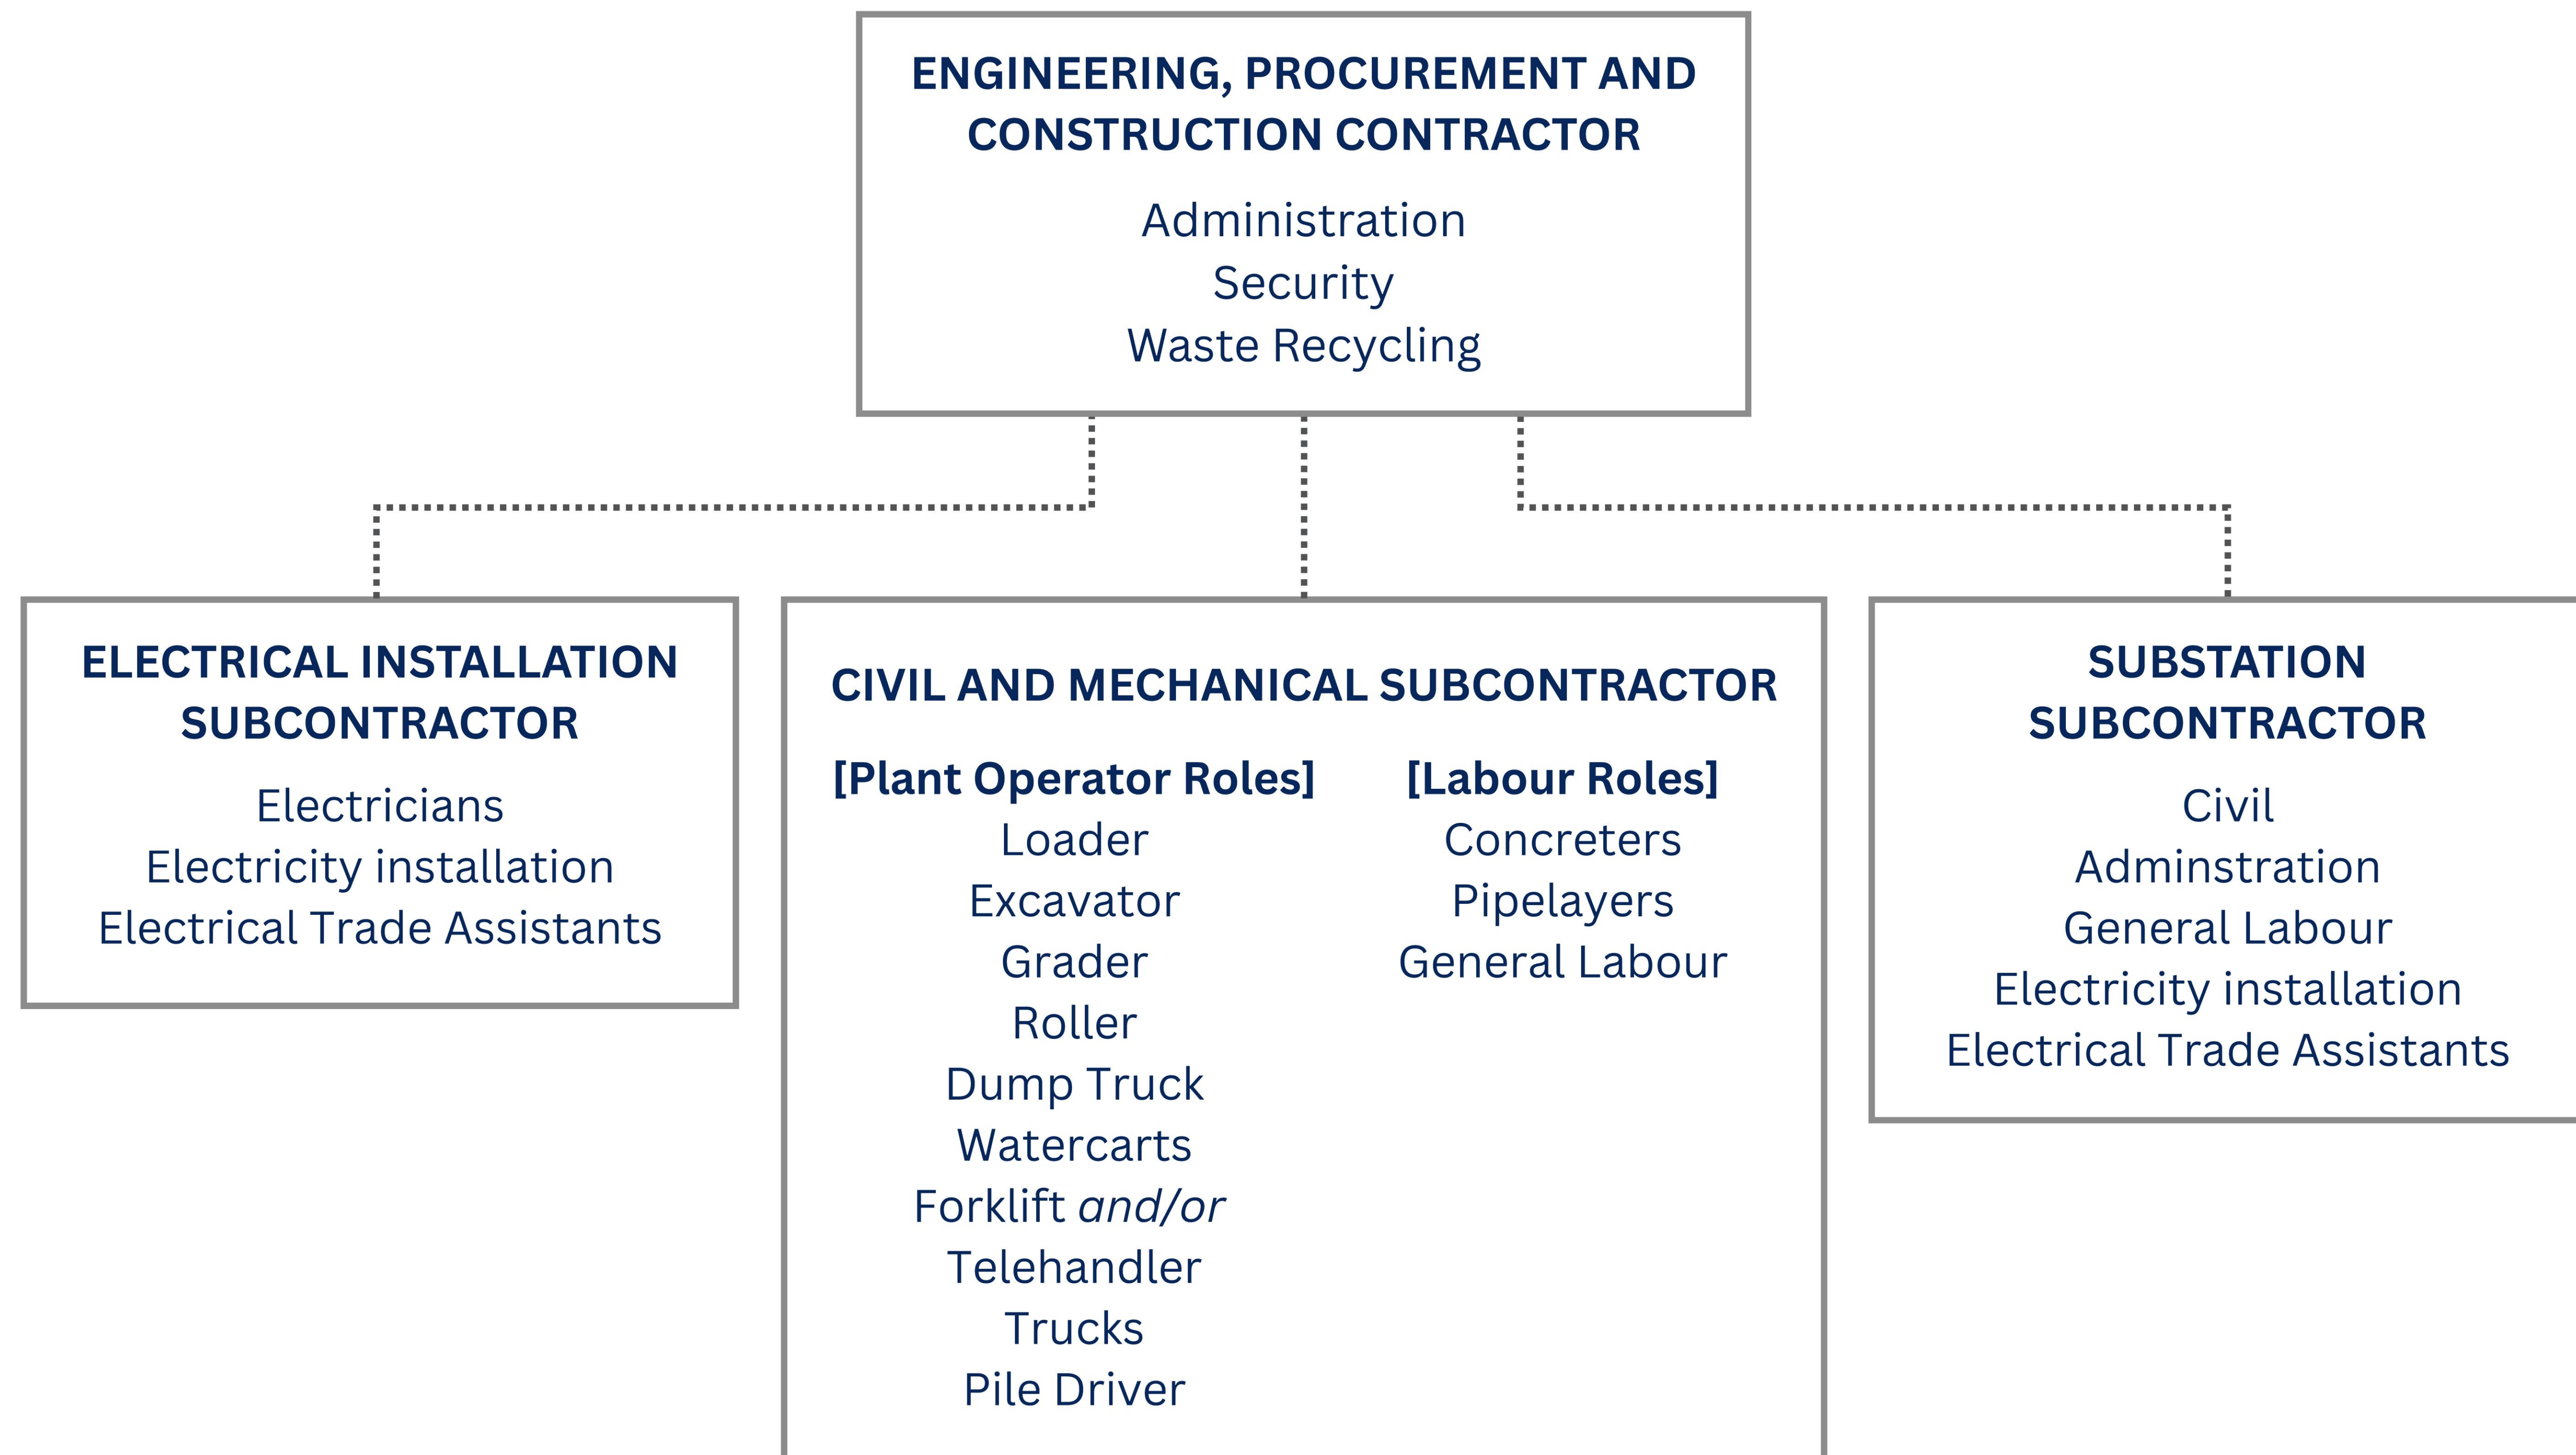 ENGINEERING, PROCUREMENT AND
CONSTRUCTION CONTRACTOR
Administration
Security
Waste Recycling
ELECTRICAL INSTALLATION
SUBCONTRACTOR
Electricians
Electricity installation
Electrical Trade Assistants
CIVIL AND MECHANICAL SUBCONTRACTOR
[Plant Operator Roles]
Loader
Excavator
Grader
Roller
Dump Truck
Watercarts
Forklift and/or
Telehandler
Trucks
Pile Driver
[Labour Roles]
Concreters
Pipelayers
General Labour
SUBSTATION
SUBCONTRACTOR
Civil
Adminstration
General Labour
Electricity installation
Electrical Trade Assistants